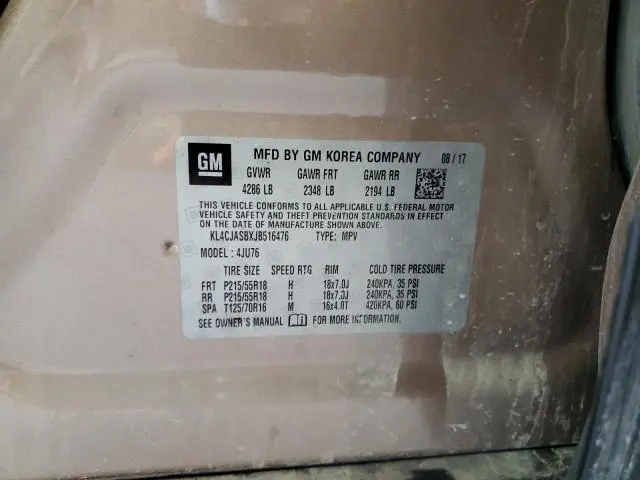 GM
MFD BY GM KOREA COMPANY 08 / 17
GVWR GAWR FRT GAWR RR
4286 LB 2348 LB 2194 LB
THIS VEHICLE CONFORMS TO ALL APPLICABLE U.S. FEDERAL MOTOR
VEHICLE SAFETY AND THEFT PREVENTION STANDARDS IN EFFECT
ON THE DATE OF MANUFACTURE SHOWN ABOVE.
KL4CJASBXJB516476 TYPE: MPV
MODEL : 4JU76
TIRE SIZE SPEED RTG RIM COLD TIRE PRESSURE
FRT P215/55R18 H 18x7.0J 240KPA, 35 PSI
RR P215/55R18 H 18x7.0J 240KPA, 35 PSI
SPA T125/70R16 M 16x4.0T 420KPA, 60 PSI
SEE OWNER'S MANUAL FOR MORE INFORMATION.